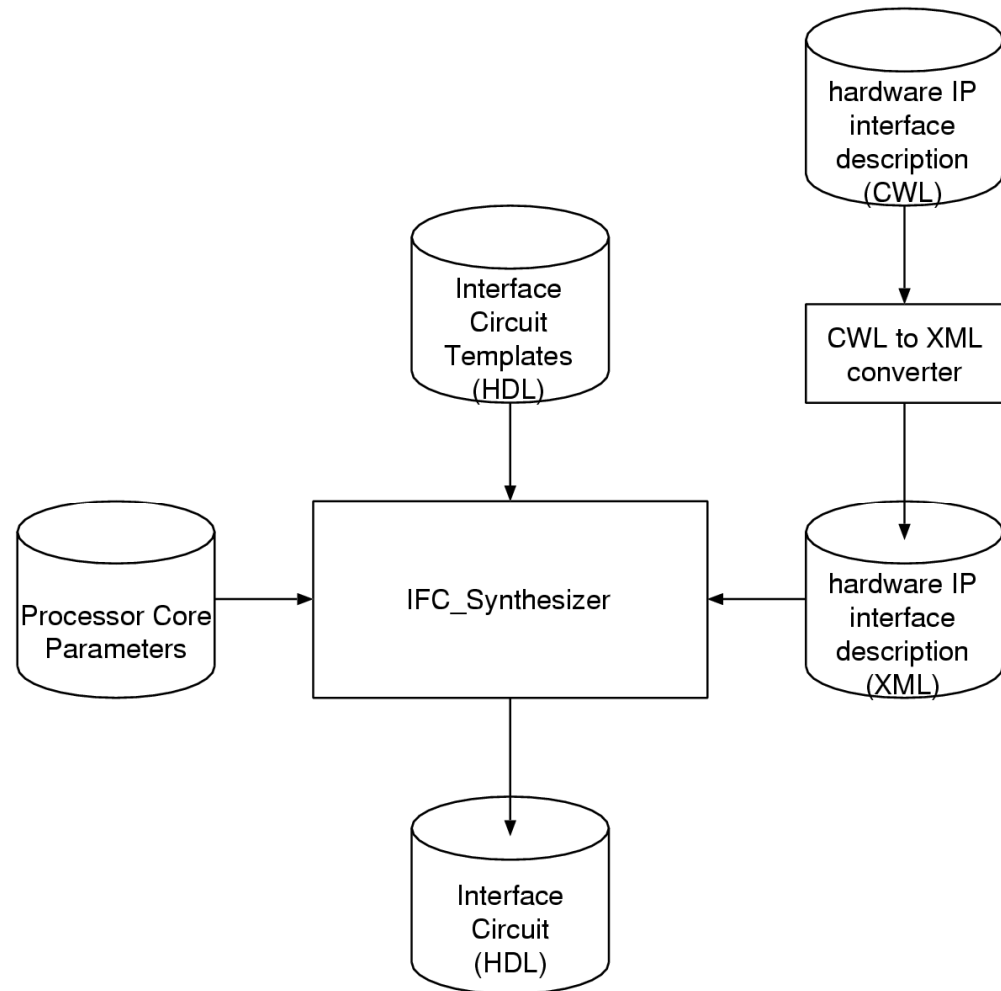 hardware IP
interface
description
(CWL)
Interface
Circuit
Templates
(HDL)
CWL to XML
converter
Processor Core
Parameters
IFC_Synthesizer
hardware IP
interface
description
(XML)
Interface
Circuit
(HDL)